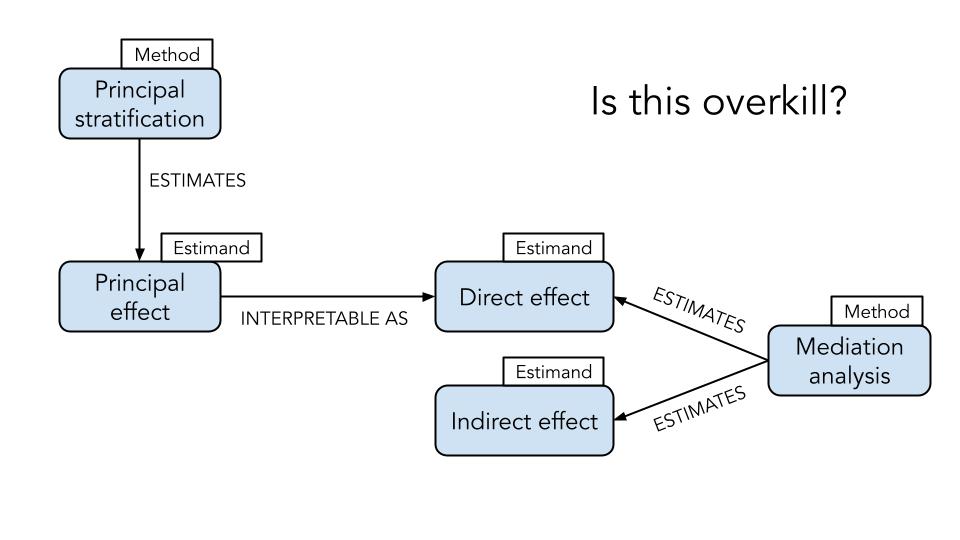 Method
Principal
stratification
Is this overkill?
ESTIMATES
Estimand
Principal
effect
INTERPRETABLE AS
Estimand
Direct effect
ESTIMATES
Method
Mediation
analysis
Estimand
Indirect effect
ESTIMATES